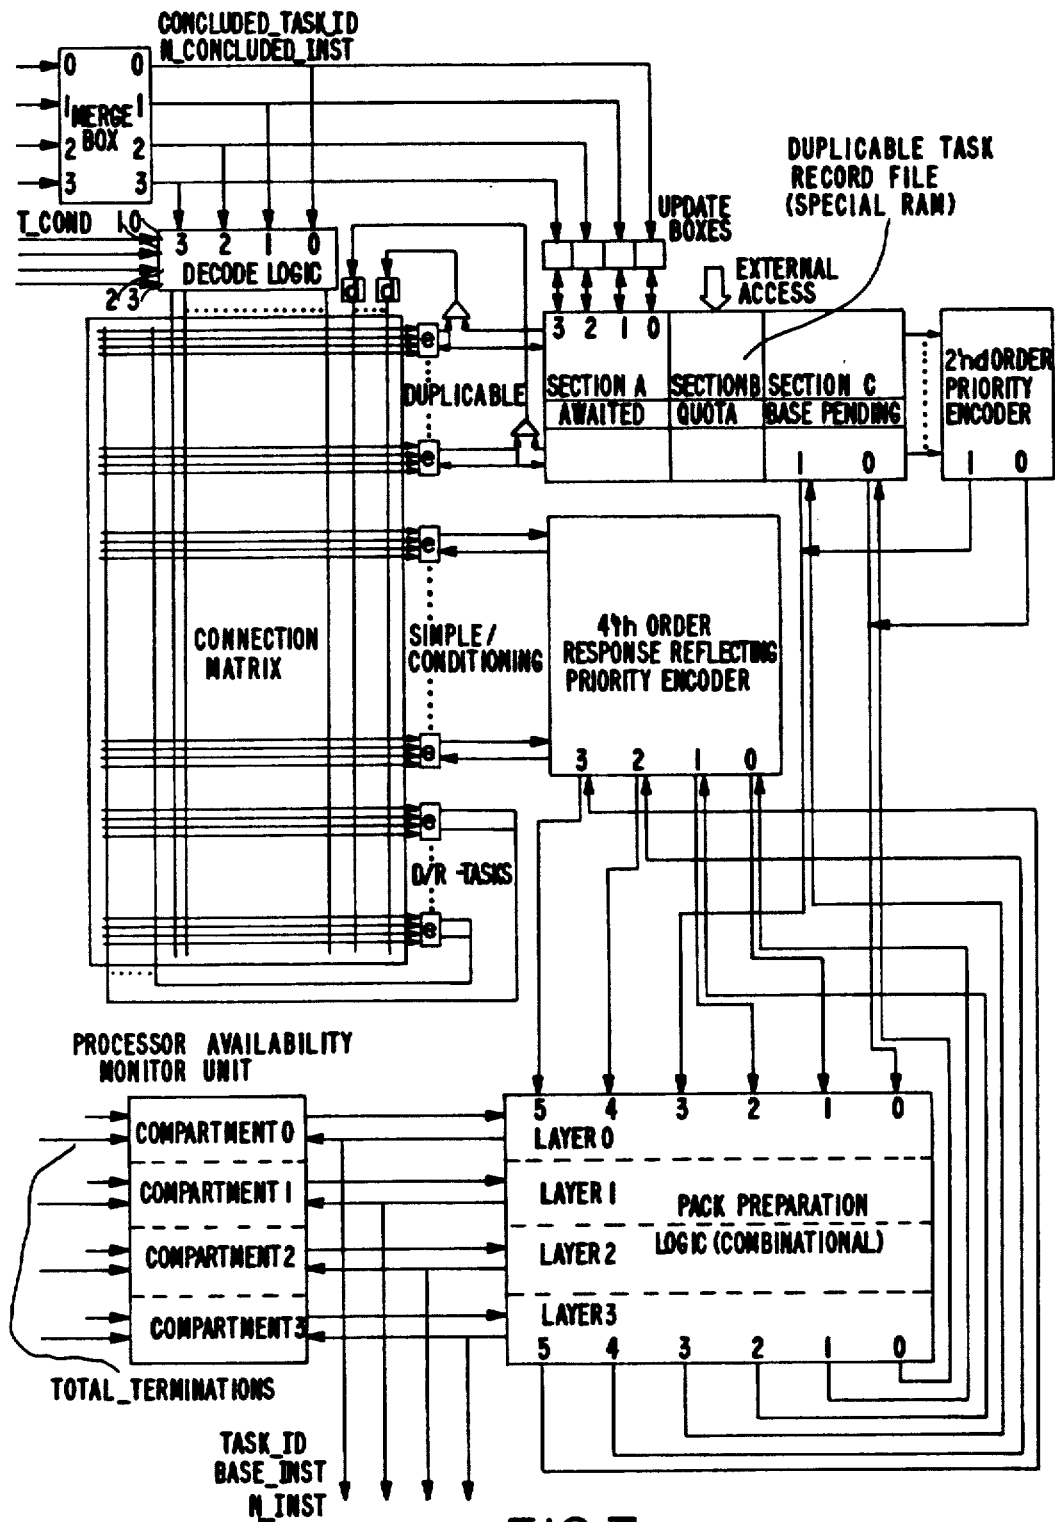 CONCLUDED_TASK_ID
N_CONCLUDED_INST
0 0
1 MERGE 1
BOX
2 2
3 3
T_COND 1 0
3 2 1 0
DECODE LOGIC
2 3
d d
UPDATE
BOXES
DUPLICABLE TASK
RECORD FILE
(SPECIAL RAM)
EXTERNAL
ACCESS
3 2 1 0
e
DUPLICABLE
e
SECTION A SECTION B SECTION C
AWAITED QUOTA BASE PENDING
1 0
2'nd ORDER
PRIORITY
ENCODER
1 0
e
SIMPLE/
CONDITIONING
e
CONNECTION
MATRIX
4'th ORDER
RESPONSE REFLECTING
PRIORITY ENCODER
3 2 1 0
e
D/R-TASKS
e
PROCESSOR AVAILABILITY
MONITOR UNIT
COMPARTMENT 0
COMPARTMENT 1
COMPARTMENT 2
COMPARTMENT 3
TOTAL_TERMINATIONS
5 4 3 2 1 0
LAYER 0
LAYER 1
LAYER 2
LAYER 3
PACK PREPARATION
LOGIC (COMBINATIONAL)
5 4 3 2 1 0
TASK_ID
BASE_INST
N_INST